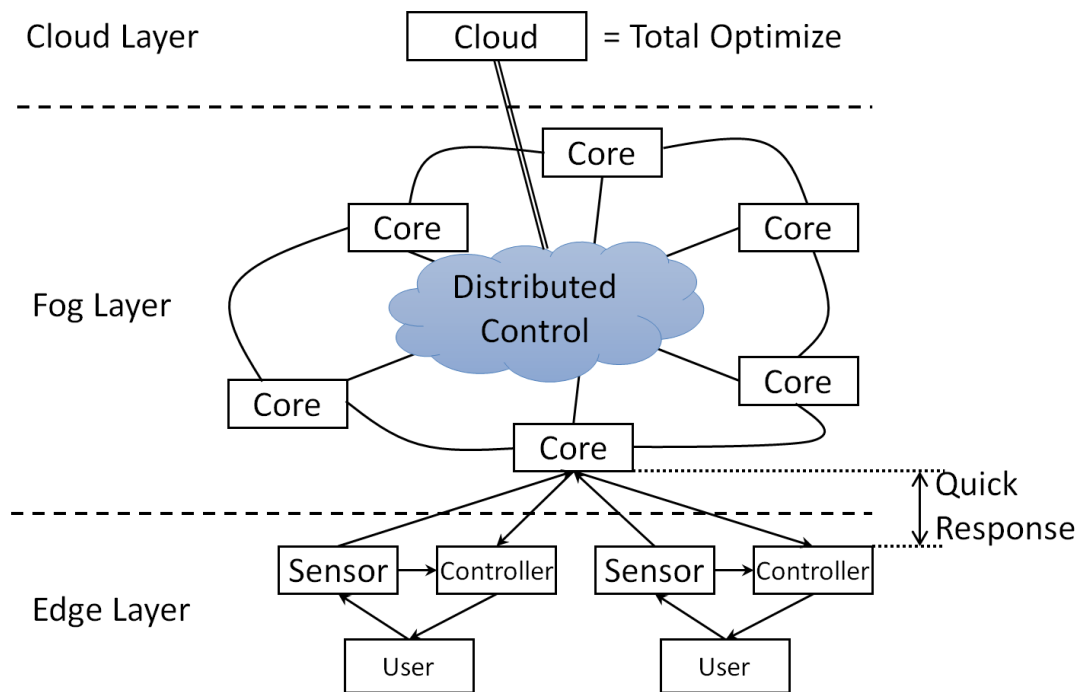 Cloud Layer
Cloud
= Total Optimize
Core
Core
Core
Fog Layer
Distributed
Control
Core
Core
Core
Quick
Response
Sensor
Controller
Sensor
Controller
Edge Layer
User
User